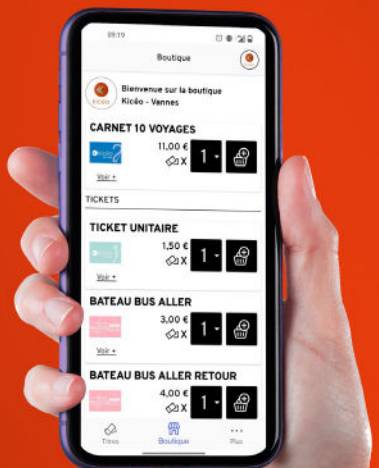 09:19
Boutique
Bienvenue sur la boutique
Kicéo - Vannes
KICÉO
CARNET 10 VOYAGES
11,00 €
X 1
Voir +
TICKETS
TICKET UNITAIRE
1,50 €
X 1
Voir +
BATEAU BUS ALLER
3,00 €
X 1
Voir +
BATEAU BUS ALLER RETOUR
4,00 €
X 1
Titres
Boutique
Plus